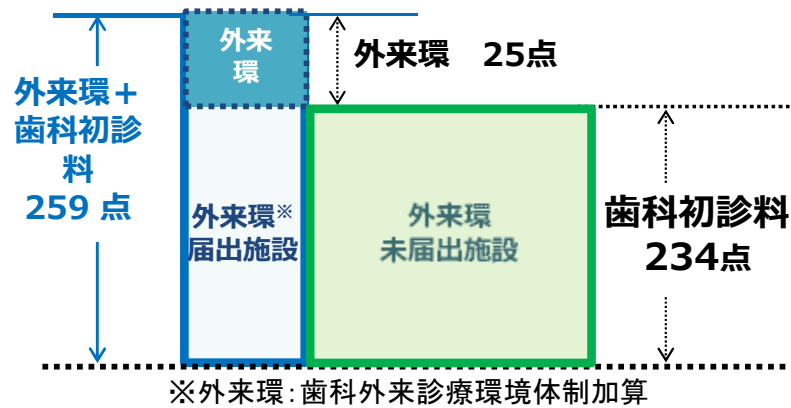 外来
環
外来環　25点
外来環＋
歯科初診
料
259 点
外来環※
届出施設
外来環
未届出施設
歯科初診料
234点
※外来環：歯科外来診療環境体制加算